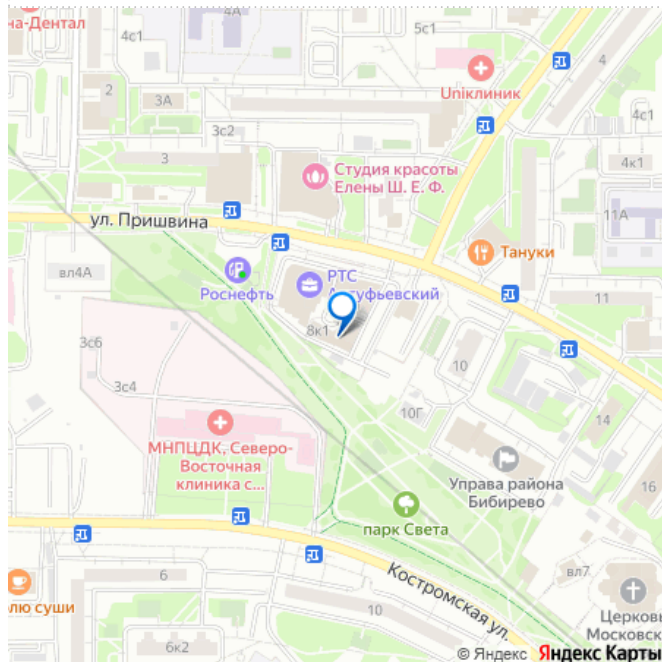 на-Дентал
4А
4с1
5с1
4
2
3А
Uniклиник
4с1
3с2
3
4к1
Студия красоты
Елены Ш. Е. Ф.
11А
ул. Пришвина
Тануки
вл4А
Роснефть
РТС
11
8к1
3с6
10
3с4
10Г
14
МНПЦДК, Северо-
Восточная
клиника с...
Управа района
Бибирево
16
парк Света
Костромская ул.
вл7
6
лю суши
10
Церковь
Московск
6к2
© Яндекс Яндекс Карты